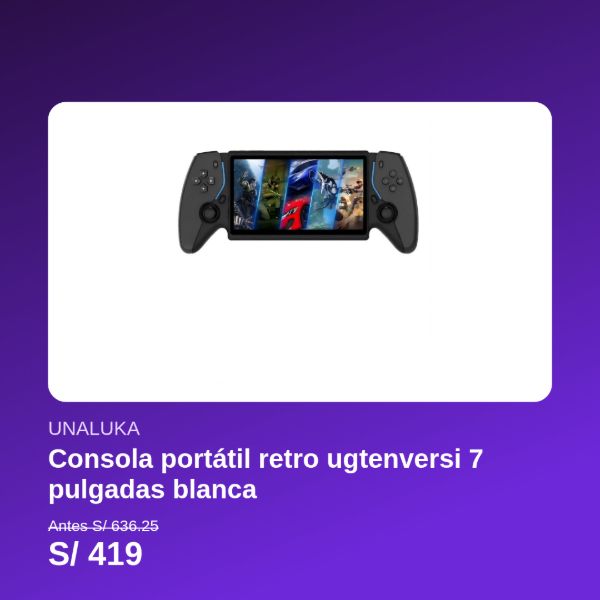 UNALUKA
Consola portátil retro ugtenversi 7
pulgadas blanca
Antes S/ 636.25
S/ 419